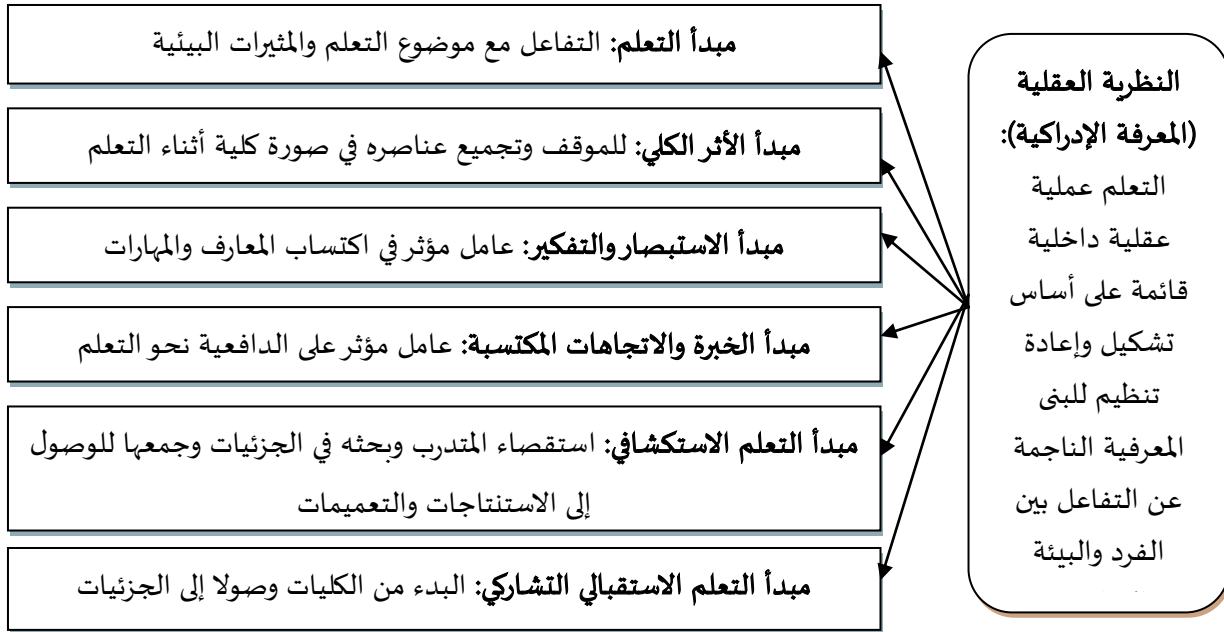 النظرية العقلية
(المعرفة الإدراكية):
التعلم عملية
عقلية داخلية
قائمة على أساس
تشكيل وإعادة
تنظيم للبنى
المعرفية الناجمة
عن التفاعل بين
الفرد والبيئة
مبدأ التعلم: التفاعل مع موضوع التعلم والمثيرات البيئية
مبدأ الأثر الكلي: للموقف وتجميع عناصره في صورة كلية أثناء التعلم
مبدأ الاستبصار والتفكير: عامل مؤثر في اكتساب المعارف والمهارات
مبدأ الخبرة والاتجاهات المكتسبة: عامل مؤثر على الدافعية نحو التعلم
مبدأ التعلم الاستكشافي: استقصاء المتدرب وبحثه في الجزئيات وجمعها للوصول
إلى الاستنتاجات والتعميمات
مبدأ التعلم الاستقبالي التشاركي: البدء من الكليات وصولا إلى الجزئيات